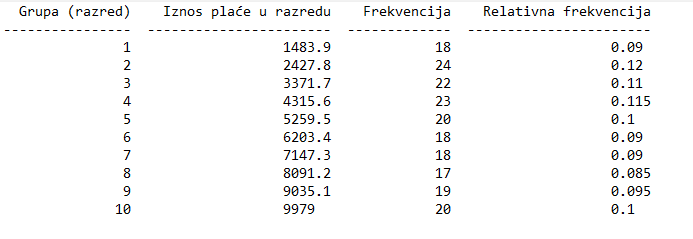 Grupa (razred) Iznos plaće u razredu Frekvencija Relativna frekvencija
---------------- ----------------------- ------------- -----------------------
1 1483.9 18 0.09
2 2427.8 24 0.12
3 3371.7 22 0.11
4 4315.6 23 0.115
5 5259.5 20 0.1
6 6203.4 18 0.09
7 7147.3 18 0.09
8 8091.2 17 0.085
9 9035.1 19 0.095
10 9979 20 0.1